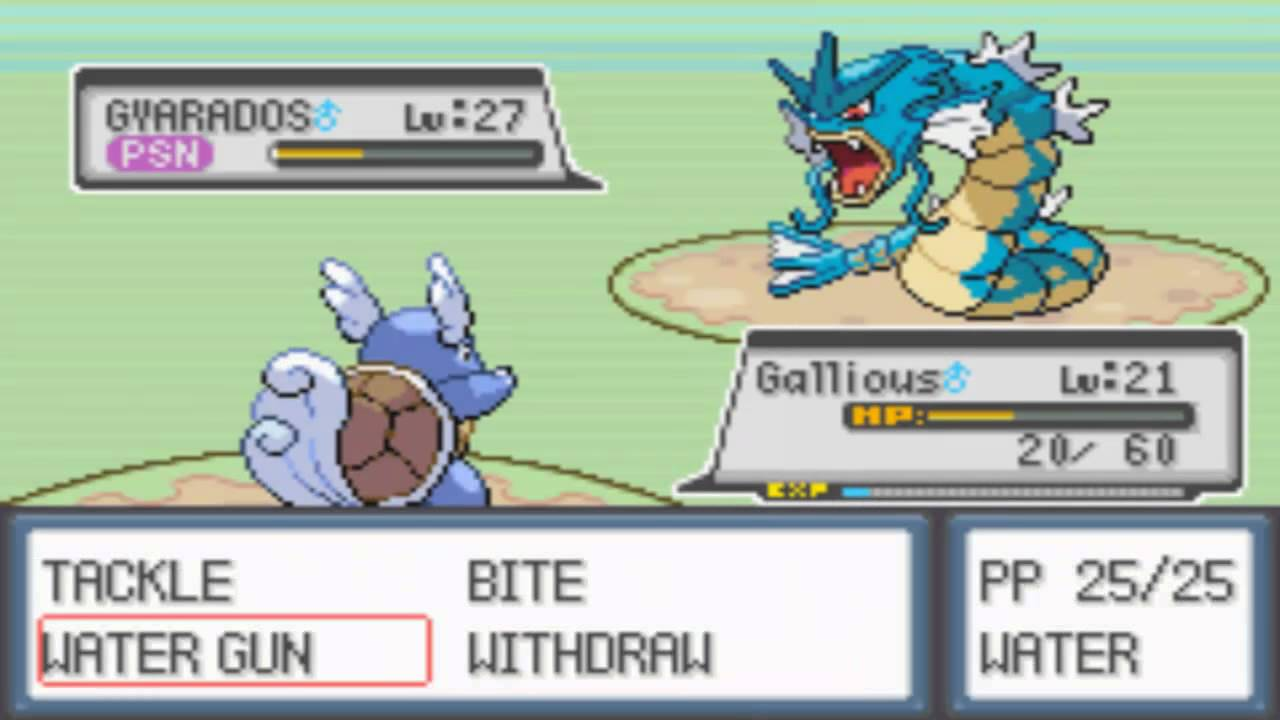 GYARADOS♂ Lv:27
PSN
Gallious♂ Lv:21
HP:
20/ 60
EXP
TACKLE BITE
WATER GUN WITHDRAW
PP 25/25
WATER